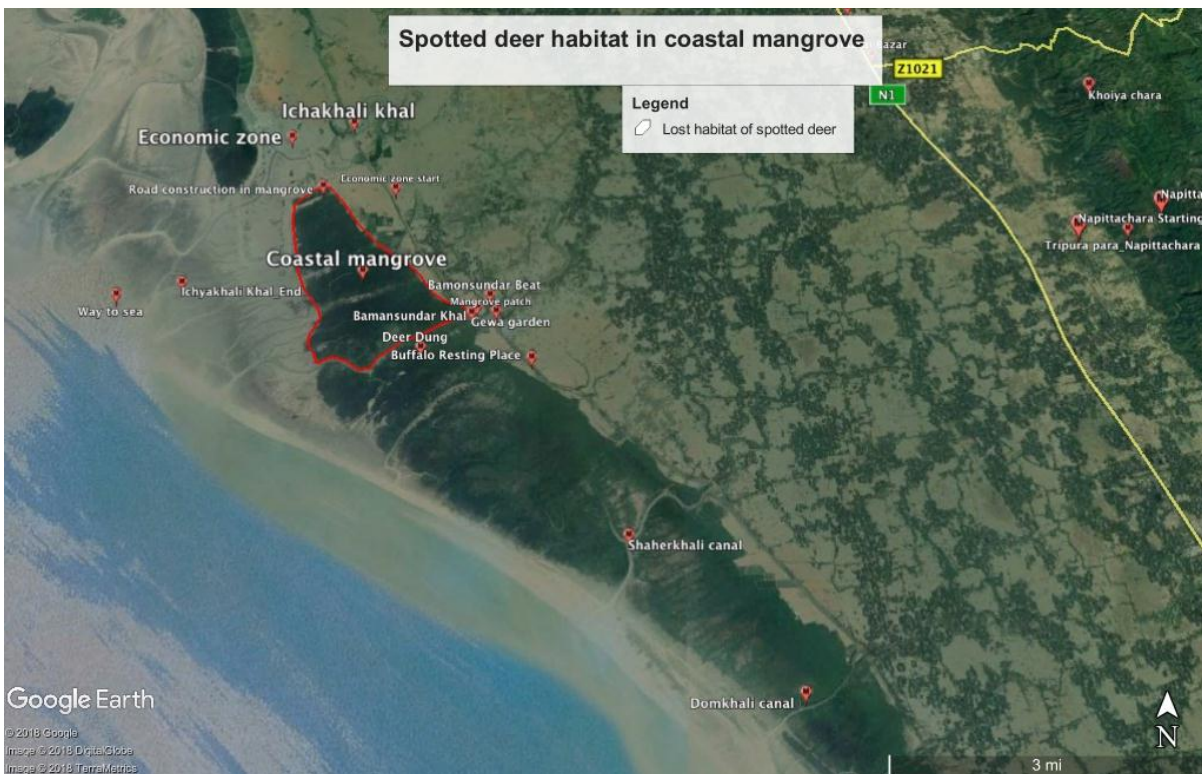 Spotted deer habitat in coastal mangrove
Legend
Lost habitat of spotted deer
Z1021
N1
Khoiya chara
Ichakhali khal
Economic zone
Road construction in mangrove
Economic zone start
Napittachara Starting
Tripura para_Napittachara
Coastal mangrove
Ichyakhali Khal_End
Way to sea
Bamonsundar Beat
Mangrove patch
Bamansundar Khal
Gewa garden
Deer Dung
Buffalo Resting Place
Shaherkhali canal
Domkhali canal
Google Earth
© 2018 Google
Image © 2018 DigitalGlobe
Image © 2018 TerraMetrics
N
3 mi